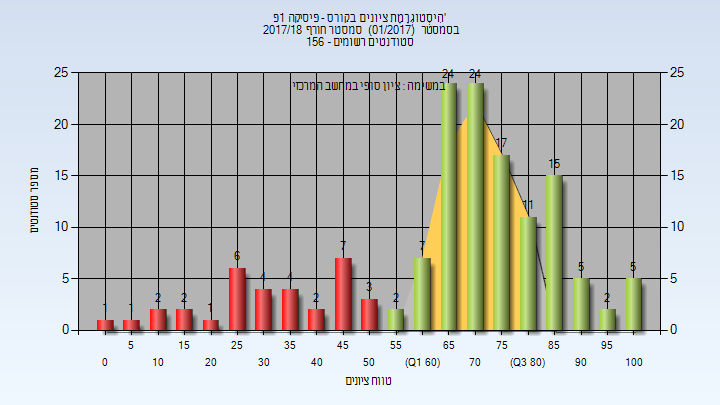 היסטוגרמת ציונים בקורס - פיסיקה 1פ'
בסמסטר (01/2017) סמסטר חורף 2017/18
סטודנטים רשומים - 156
במשימה : ציון סופי במחשב המרכזי
מספר סטודנטים
25 20 15 10 5 0
25 20 15 10 5 0
1 1 2 2 1 6 4 4 2 7 3 2 7 24 24 17 11 15 5 2 5
5 15 25 35 45 55 65 75 85 95
0 10 20 30 40 50 (Q1 60) 70 (Q3 80) 90 100
טווח ציונים